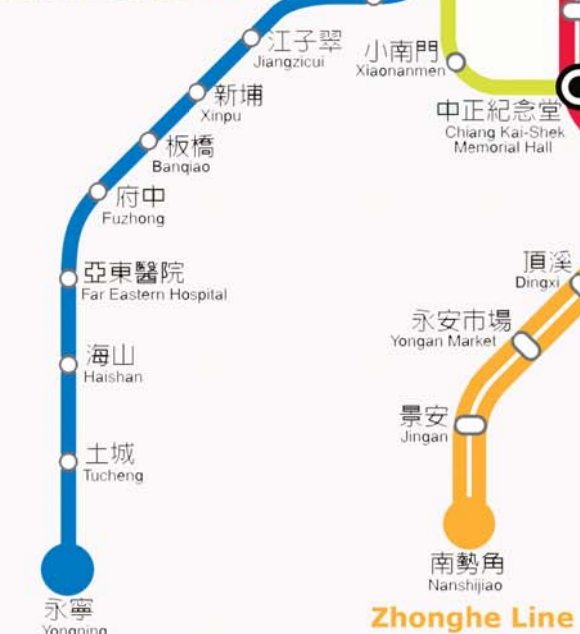 江子翠
Jiangzicui
小南門
Xiaonanmen
新埔
Xinpu
中正紀念堂
Chiang Kai-Shek
Memorial Hall
板橋
Banqiao
府中
Fuzhong
亞東醫院
Far Eastern Hospital
頂溪
Dingxi
永安市場
Yongan Market
海山
Haishan
景安
Jingan
土城
Tucheng
南勢角
Nanshijiao
永寧
Yongning
Zhonghe Line